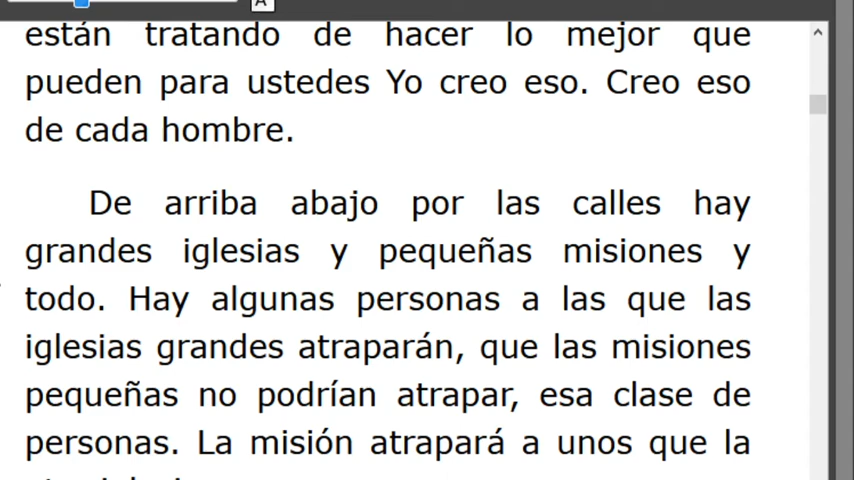 A
están tratando de hacer lo mejor que
pueden para ustedes Yo creo eso. Creo eso
de cada hombre.
De arriba abajo por las calles hay
grandes iglesias y pequeñas misiones y
todo. Hay algunas personas a las que las
iglesias grandes atraparán, que las misiones
pequeñas no podrían atrapar, esa clase de
personas. La misión atrapará a unos que la